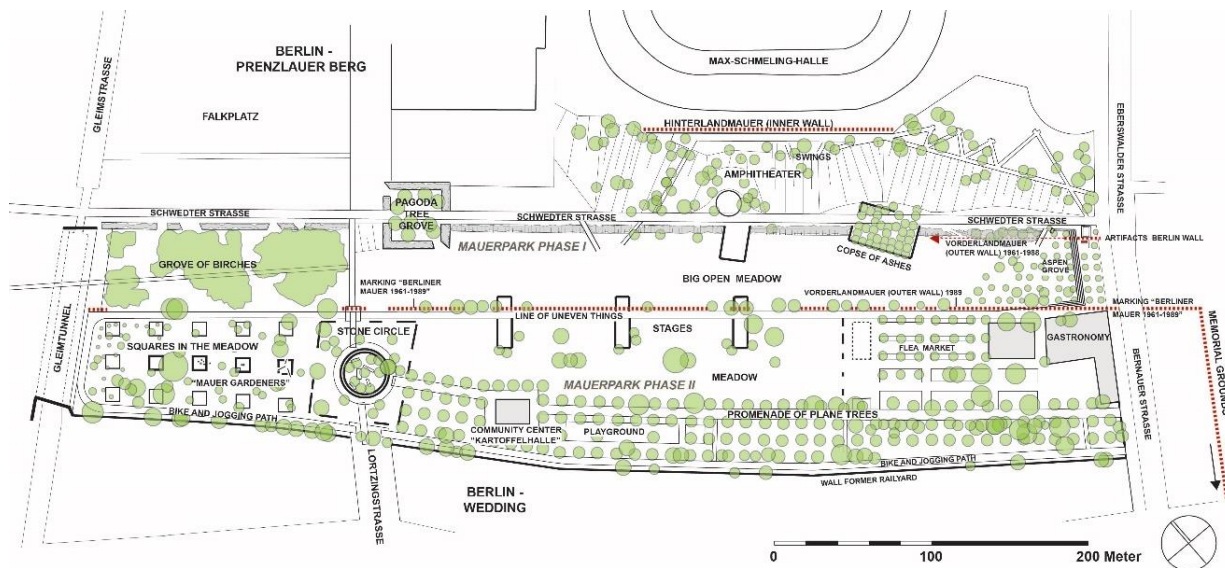 BERLIN -
PRENZLAUER BERG
MAX-SCHMELING-HALLE
GLEIMSTRASSE
FALKPLATZ
HINTERLANDMAUER (INNER WALL)
EBERSWALDER STRASSE
SWINGS
AMPHITHEATER
PAGODA
TREE
GROVE
SCHWEDTER STRASSE
SCHWEDTER STRASSE
SCHWEDTER STRASSE
MAUERPARK PHASE I
COPSE OF ASHES
VORDERLANDMAUER
(OUTER WALL) 1961-1988
ARTIFACTS BERLIN WALL
GROVE OF BIRCHES
ASPEN
GROVE
BIG OPEN MEADOW
MARKING "BERLINER
MAUER 1961-1989"
VORDERLANDMAUER (OUTER WALL) 1989
MARKING "BERLINER
MAUER 1961-1989"
LINE OF UNEVEN THINGS
GLEIMTUNNEL
STONE CIRCLE
STAGES
GASTRONOMY
SQUARES IN THE MEADOW
FLEA MARKET
MEMORIAL GROUNDS
"MAUER GARDENERS"
MAUERPARK PHASE II
MEADOW
BERNAUER STRASSE
BIKE AND JOGGING PATH
PROMENADE OF PLANE TREES
COMMUNITY CENTER
"KARTOFFELHALLE"
PLAYGROUND
BIKE AND JOGGING PATH
LORTZINGSTRASSE
WALL FORMER RAILYARD
BERLIN -
WEDDING
0 100 200 Meter